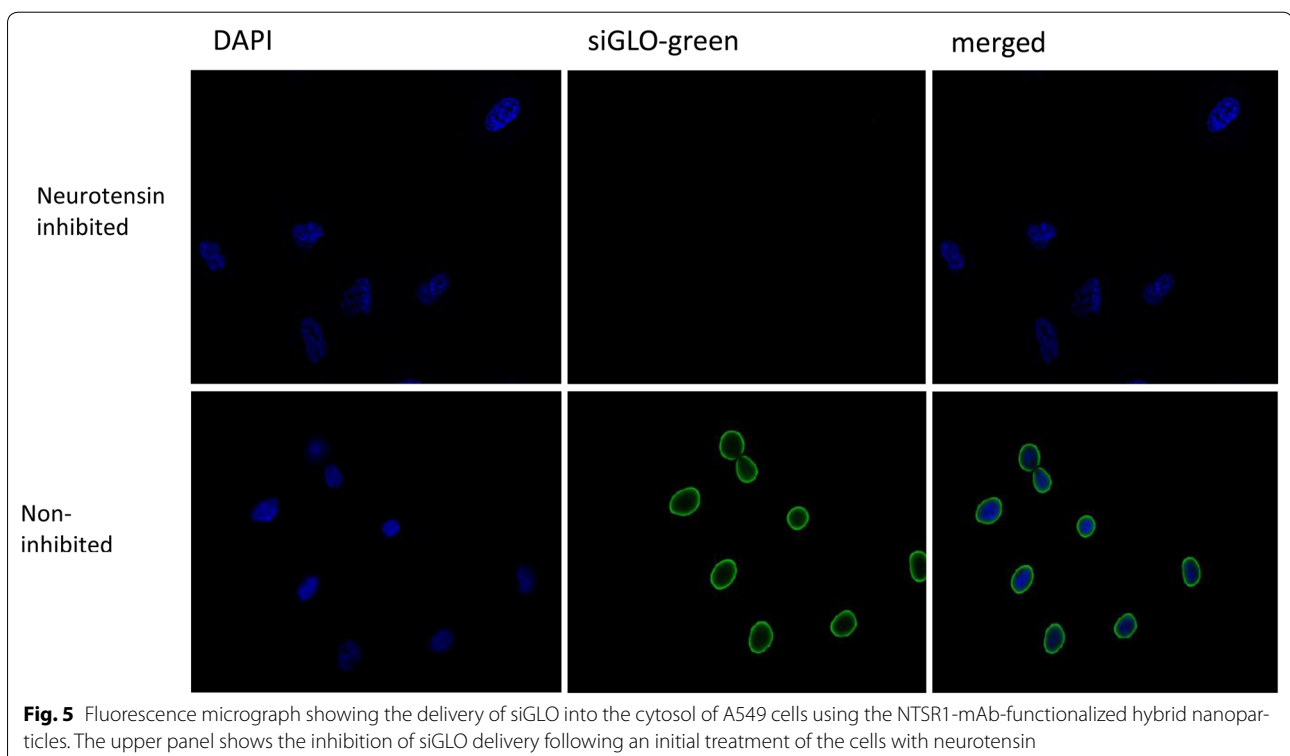 DAPI siGLO-green merged
Neurotensin
inhibited
Non-
inhibited
Fig. 5 Fluorescence micrograph showing the delivery of siGLO into the cytosol of A549 cells using the NTSR1-mAb-functionalized hybrid nanopar-
ticles. The upper panel shows the inhibition of siGLO delivery following an initial treatment of the cells with neurotensin